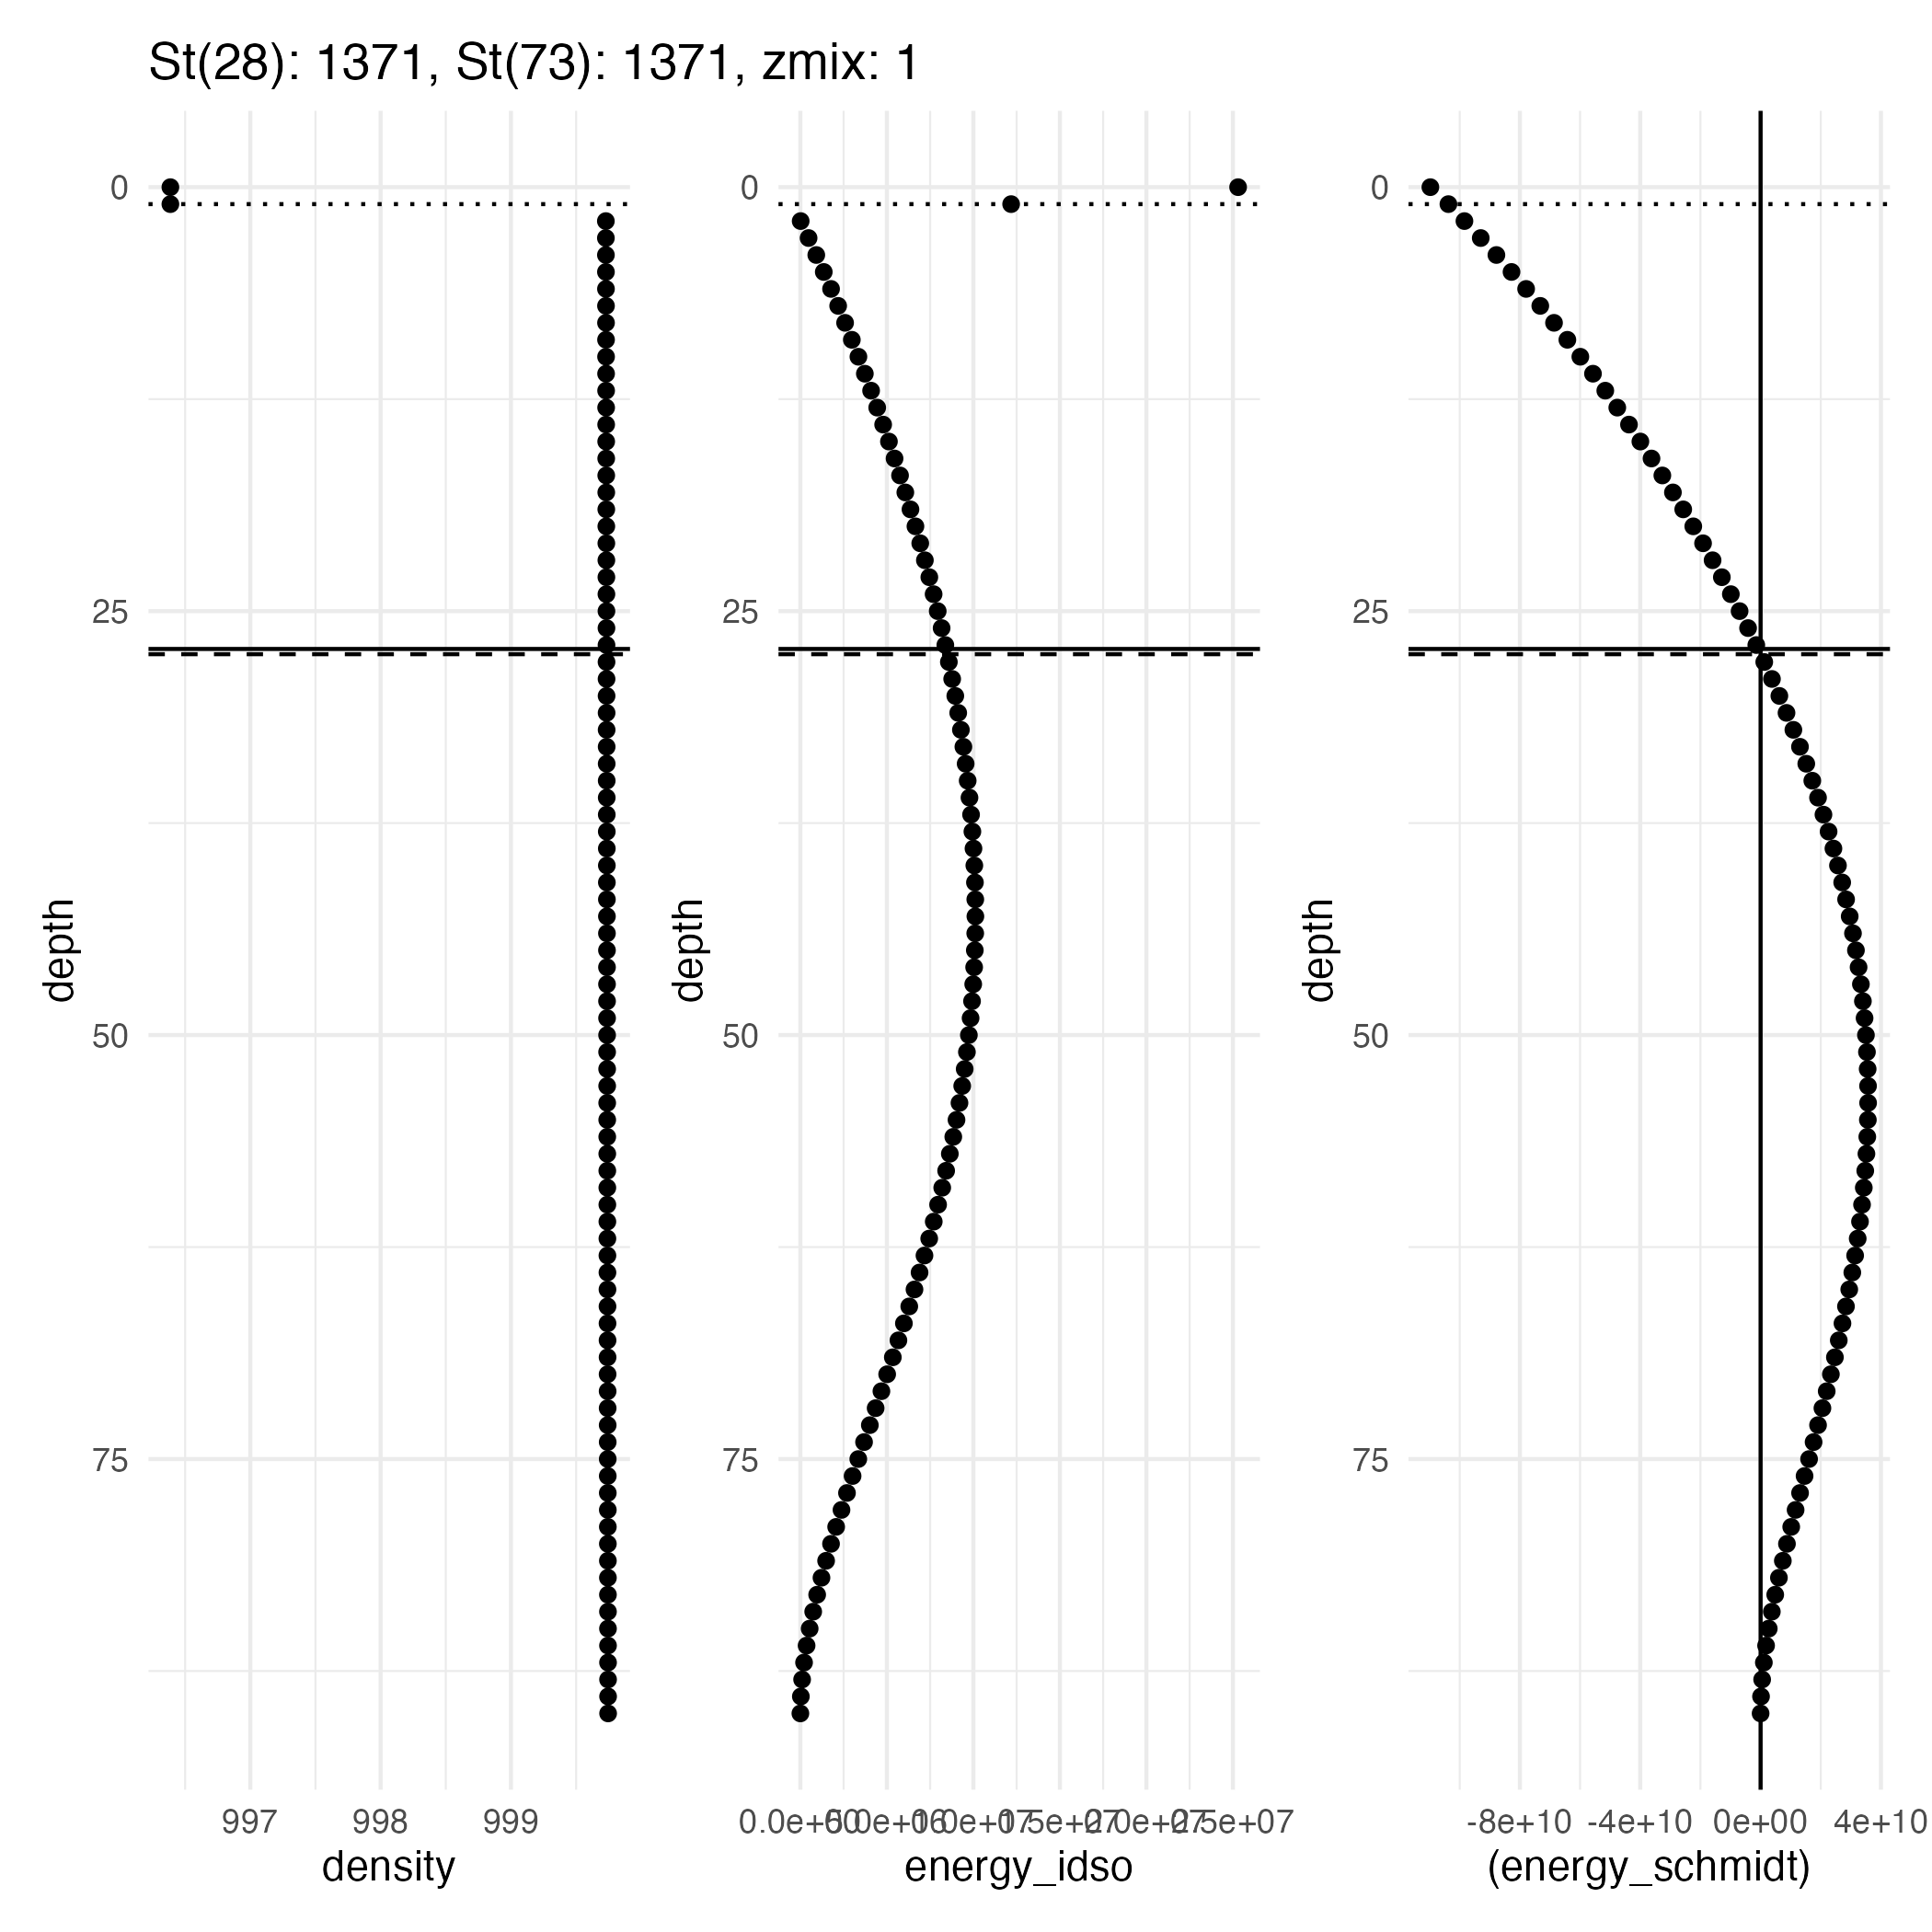 St(28): 1371, St(73): 1371, zmix: 1
0
25
50
75
depth
997 998 999
density
0
25
50
75
depth
0.0e+00 5.0e+06 1.0e+07 1.5e+07 2.0e+07 2.5e+07
energy_idso
0
25
50
75
depth
-8e+10 -4e+10 0e+00 4e+10
(energy_schmidt)